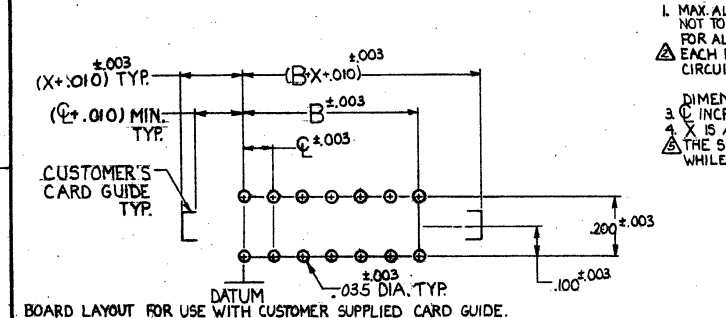 1. MAX. AL
NOT TO
FOR AL
2 EACH
CIRCUI
DIMEN
3. ₵ INCR
4. X IS
5 THE S
WHILE
(X+.010) ±.003 TYP.
(B+X+.010) ±.003
(₵+.010) MIN.
TYP.
B ±.003
₵ ±.003
CUSTOMER'S
CARD GUIDE
TYP.
.200 ±.003
.100 ±.003
DATUM
.035 ±.003 DIA. TYP.
BOARD LAYOUT FOR USE WITH CUSTOMER SUPPLIED CARD GUIDE.